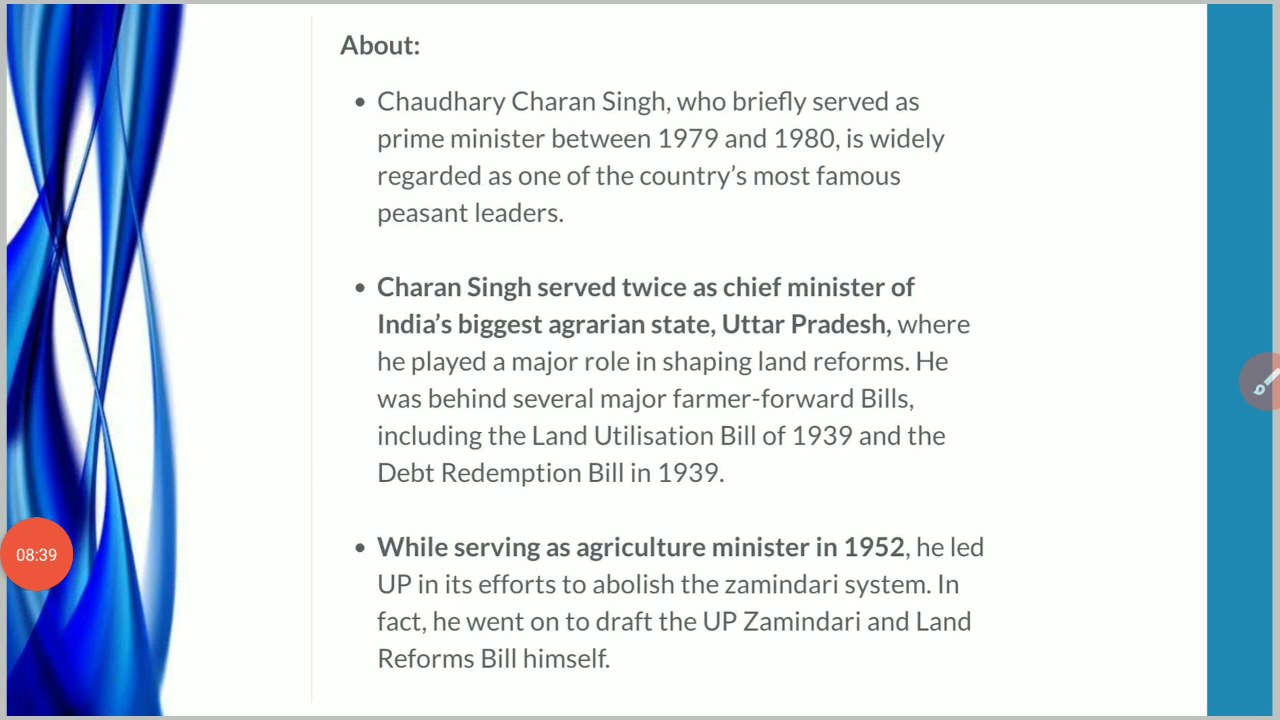 About:
Chaudhary Charan Singh, who briefly served as
prime minister between 1979 and 1980, is widely
regarded as one of the country’s most famous
peasant leaders.
Charan Singh served twice as chief minister of
India’s biggest agrarian state, Uttar Pradesh, where
he played a major role in shaping land reforms. He
was behind several major farmer-forward Bills,
including the Land Utilisation Bill of 1939 and the
Debt Redemption Bill in 1939.
While serving as agriculture minister in 1952, he led
UP in its efforts to abolish the zamindari system. In
fact, he went on to draft the UP Zamindari and Land
Reforms Bill himself.
08:39